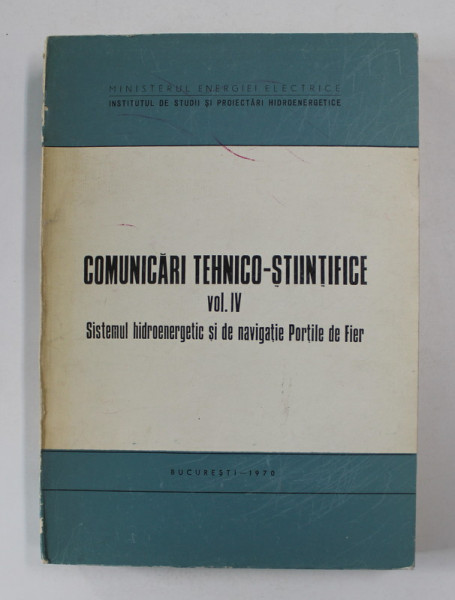 MINISTERUL ENERGIEI ELECTRICE
INSTITUTUL DE STUDII ȘI PROIECTĂRI HIDROENERGETICE
COMUNICĂRI TEHNICO-ȘTIINȚIFICE
vol. IV
Sistemul hidroenergetic și de navigație Porțile de Fier
BUCUREȘTI—1970